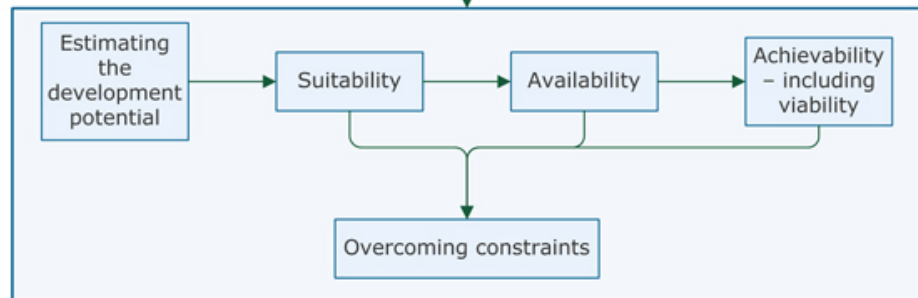 Estimating
the
development
potential
Suitability
Availability
Achievability
– including
viability
Overcoming constraints